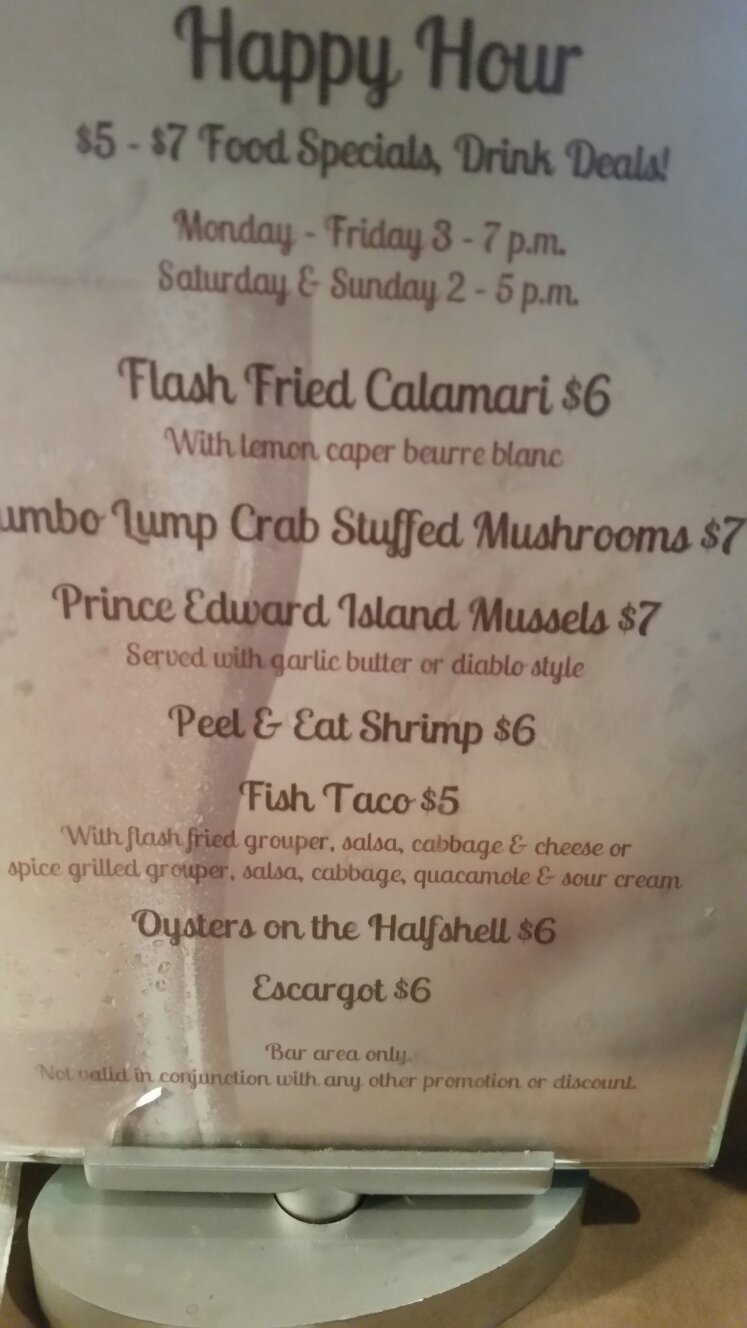 Happy Hour
$5 - $7 Food Specials, Drink Deals!
Monday - Friday 3 - 7 p.m.
Saturday & Sunday 2 - 5 p.m.
Flash Fried Calamari $6
With lemon caper beurre blanc
umbo Lump Crab Stuffed Mushrooms $7
Prince Edward Island Mussels $7
Served with garlic butter or diablo style
Peel & Eat Shrimp $6
Fish Taco $5
With flash fried grouper, salsa, cabbage & cheese or
spice grilled grouper, salsa, cabbage, quacamole & sour cream
Oysters on the Halfshell $6
Escargot $6
Bar area only.
Not valid in conjunction with any other promotion or discount.